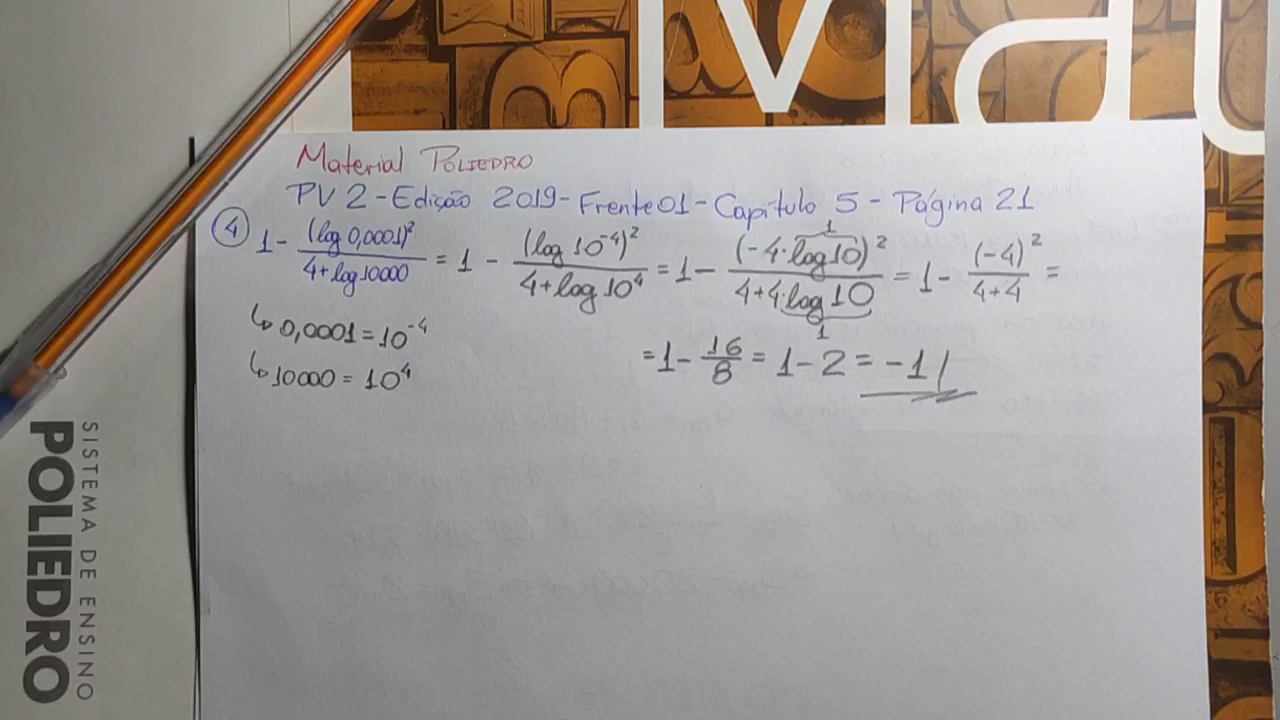 Mat
Material POLIEDRO
PV 2 - Edição 2019 - Frente 01 - Capítulo 5 - Página 21
④ 1 - (log 0,0001)² / (4 + log 10000) = 1 - (log 10⁻⁴)² / (4 + log 10⁴) = 1 - (-4 · log 10)² / (4 + 4 · log 10) = 1 - (-4)² / (4 + 4) =
1
1
↳ 0,0001 = 10⁻⁴
= 1 - 16/8 = 1 - 2 = -1 /
↳ 10000 = 10⁴
SISTEMA DE ENSINO
POLIEDRO